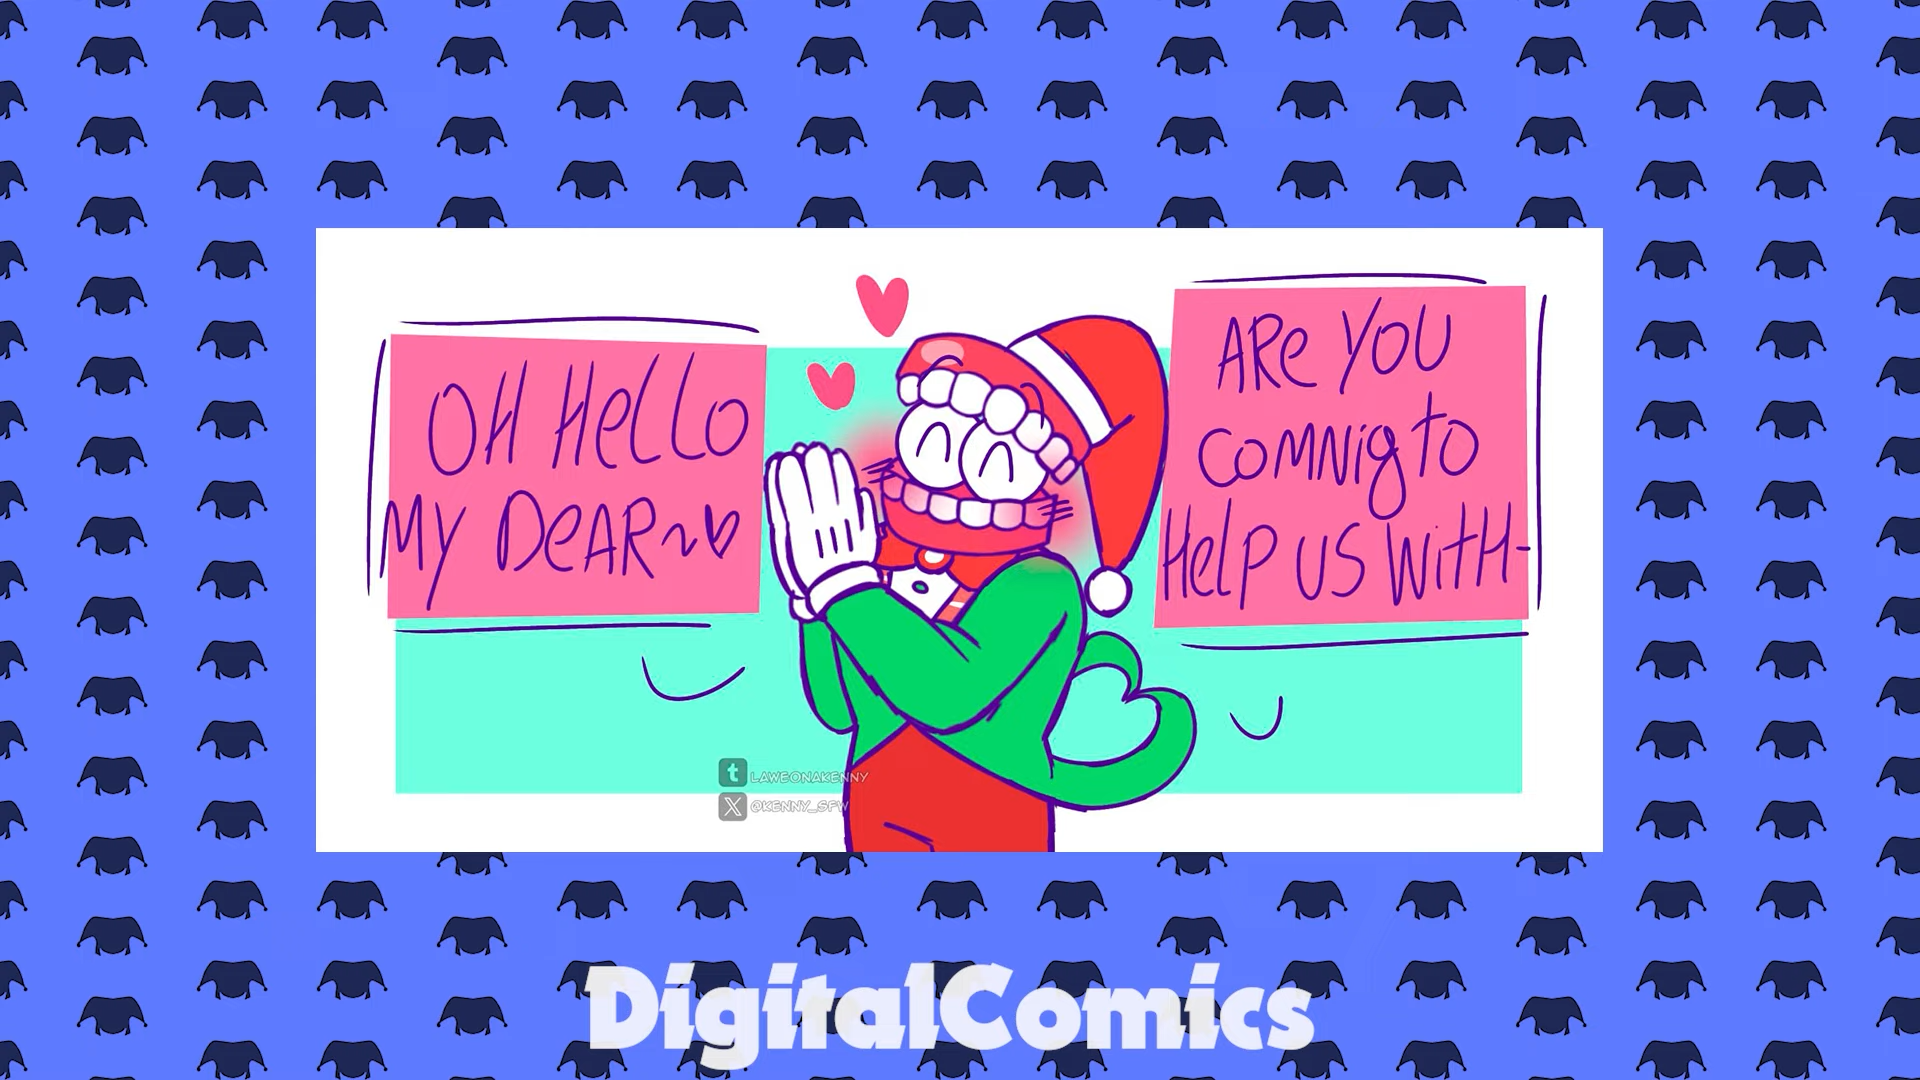 OH HELLO
MY DEAR~♥
ARE YOU
COMNiG TO
HELP US WITH-
LAWEONAKENNY
@KENNY_SFW
DigitalComics